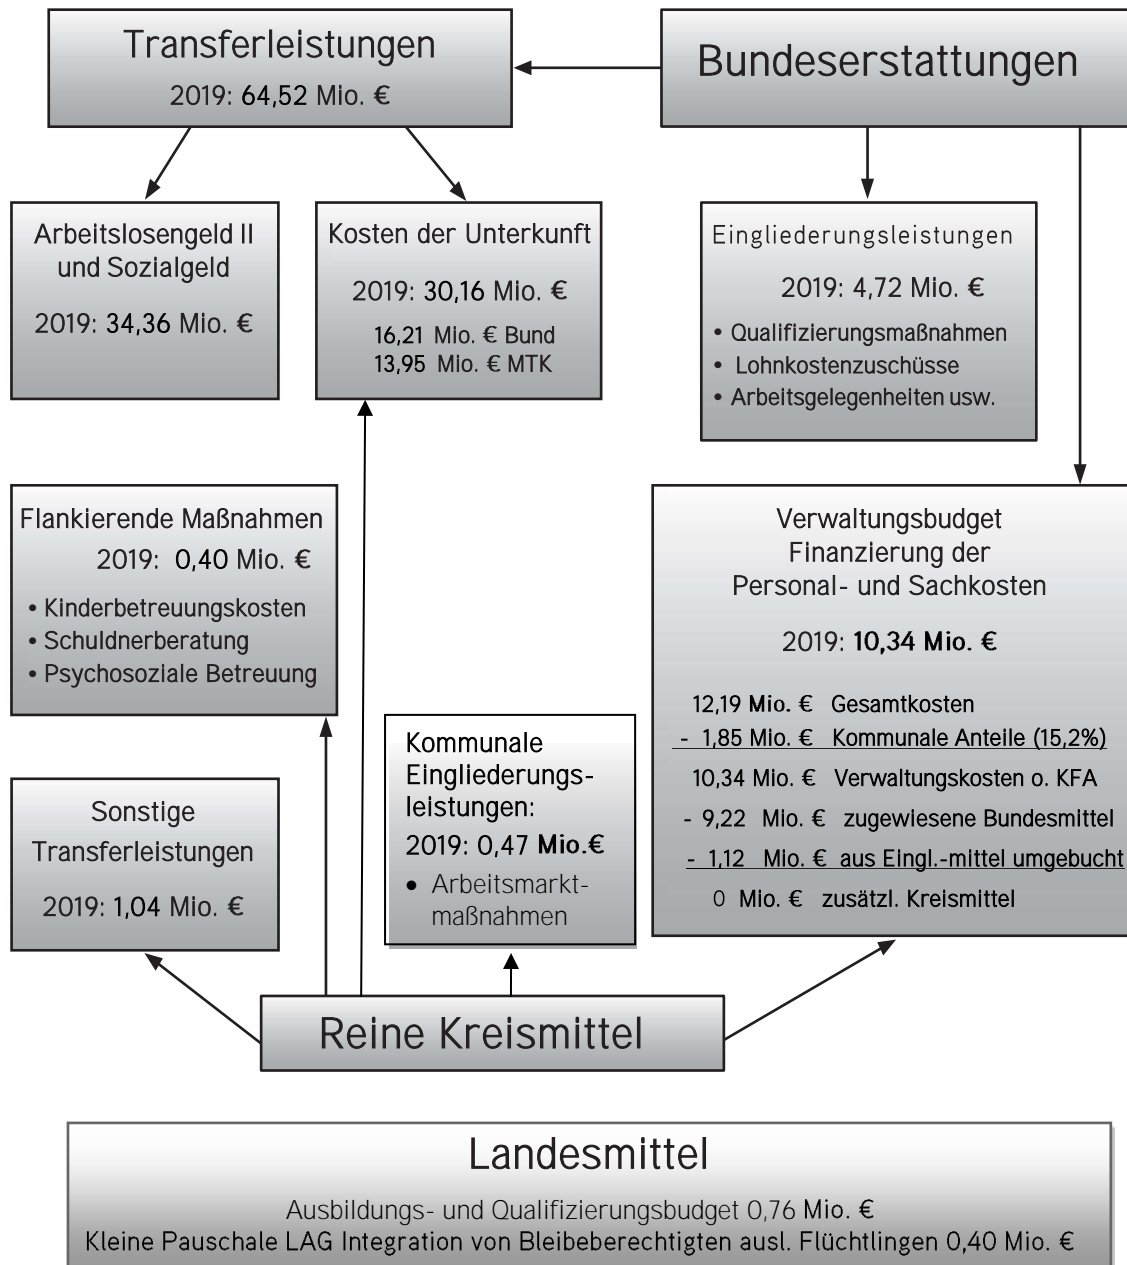 Transferleistungen
2019: 64,52 Mio. €
Bundeserstattungen
Arbeitslosengeld II
und Sozialgeld
2019: 34,36 Mio. €
Kosten der Unterkunft
2019: 30,16 Mio. €
16,21 Mio. € Bund
13,95 Mio. € MTK
Eingliederungsleistungen
2019: 4,72 Mio. €
• Qualifizierungsmaßnahmen
• Lohnkostenzuschüsse
• Arbeitsgelegenheiten usw.
Flankierende Maßnahmen
2019: 0,40 Mio. €
• Kinderbetreuungskosten
• Schuldnerberatung
• Psychosoziale Betreuung
Verwaltungsbudget
Finanzierung der
Personal- und Sachkosten
2019: 10,34 Mio. €
12,19 Mio. € Gesamtkosten
- 1,85 Mio. € Kommunale Anteile (15,2%)
10,34 Mio. € Verwaltungskosten o. KFA
- 9,22 Mio. € zugewiesene Bundesmittel
- 1,12 Mio. € aus Eingl.-mittel umgebucht
0 Mio. € zusätzl. Kreismittel
Kommunale
Eingliederungs-
leistungen:
2019: 0,47 Mio.€
• Arbeitsmarkt-
maßnahmen
Sonstige
Transferleistungen
2019: 1,04 Mio. €
Reine Kreismittel
Landesmittel
Ausbildungs- und Qualifizierungsbudget 0,76 Mio. €
Kleine Pauschale LAG Integration von Bleibeberechtigten ausl. Flüchtlingen 0,40 Mio. €